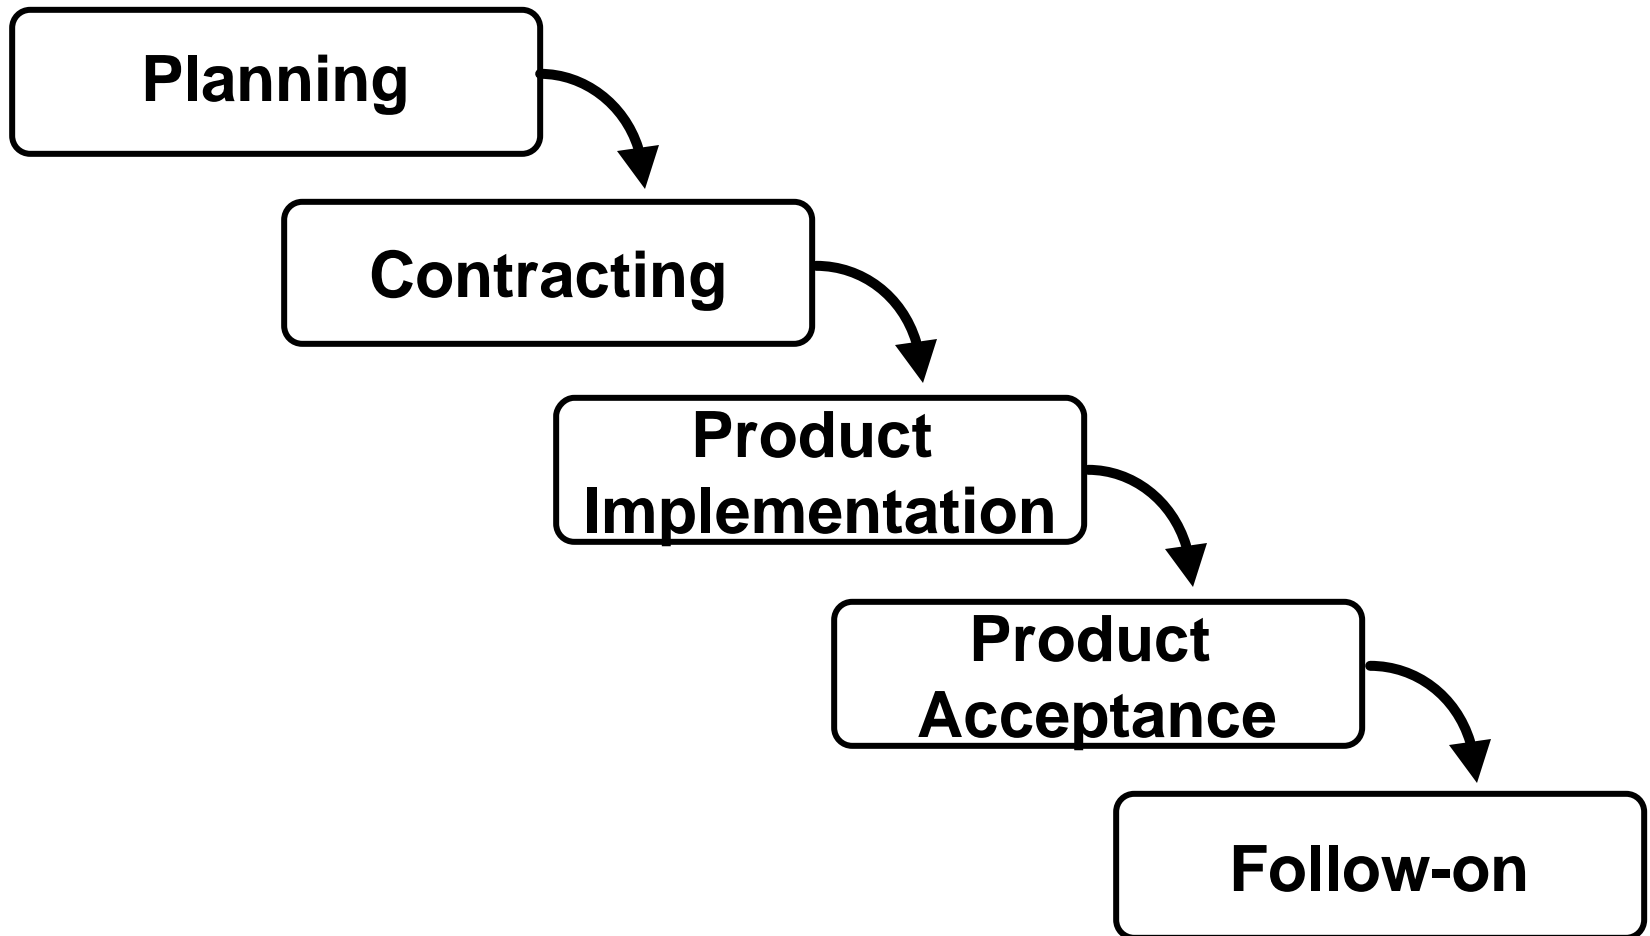 Planning
Contracting
Product
Implementation
Product
Acceptance
Follow-on